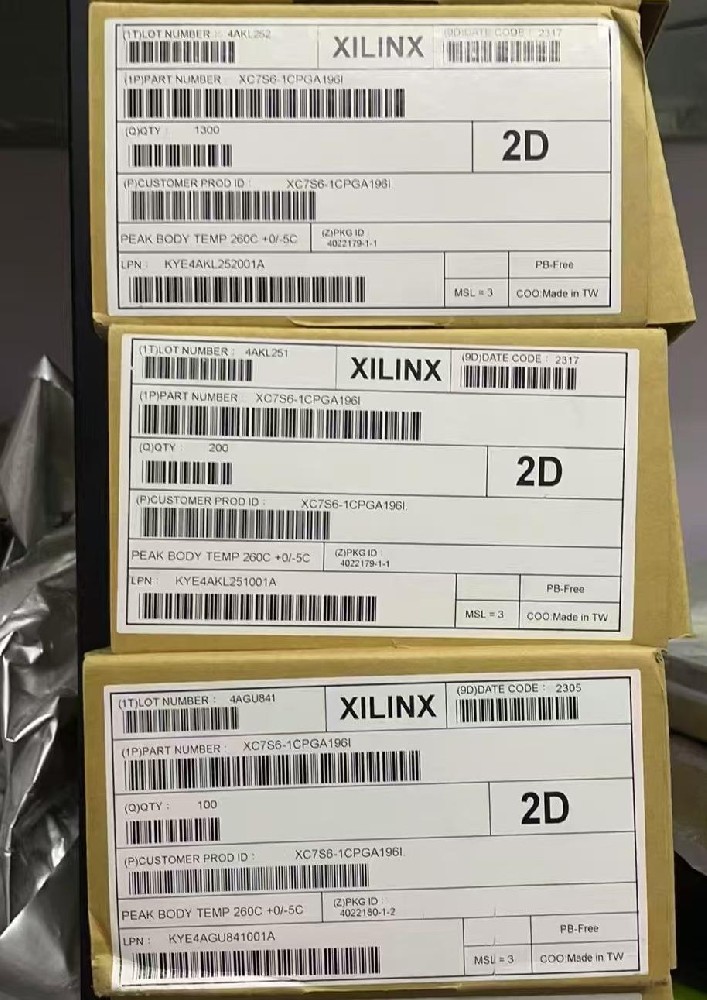 (1T)LOT NUMBER : 4AKL252
XILINX
(9D)DATE CODE : 2317
(1P)PART NUMBER : XC7S6-1CPGA196I
(Q)QTY : 1300
2D
(P)CUSTOMER PROD ID : XC7S6-1CPGA196I
PEAK BODY TEMP 260C +0/-5C
(Z)PKG ID :
4022179-1-1
LPN : KYE4AKL252001A
PB-Free
MSL = 3
COO:Made in TW
(1T)LOT NUMBER : 4AKL251
XILINX
(9D)DATE CODE : 2317
(1P)PART NUMBER : XC7S6-1CPGA196I
(Q)QTY : 200
2D
(P)CUSTOMER PROD ID : XC7S6-1CPGA196I
PEAK BODY TEMP 260C +0/-5C
(Z)PKG ID :
4022179-1-1
LPN : KYE4AKL251001A
PB-Free
MSL = 3
COO:Made in TW
(1T)LOT NUMBER : 4AGU841
XILINX
(9D)DATE CODE : 2305
(1P)PART NUMBER : XC7S6-1CPGA196I
(Q)QTY : 100
2D
(P)CUSTOMER PROD ID : XC7S6-1CPGA196I
PEAK BODY TEMP 260C +0/-5C
(Z)PKG ID :
4022180-1-2
LPN : KYE4AGU841001A
PB-Free
MSL = 3
COO:Made in TW